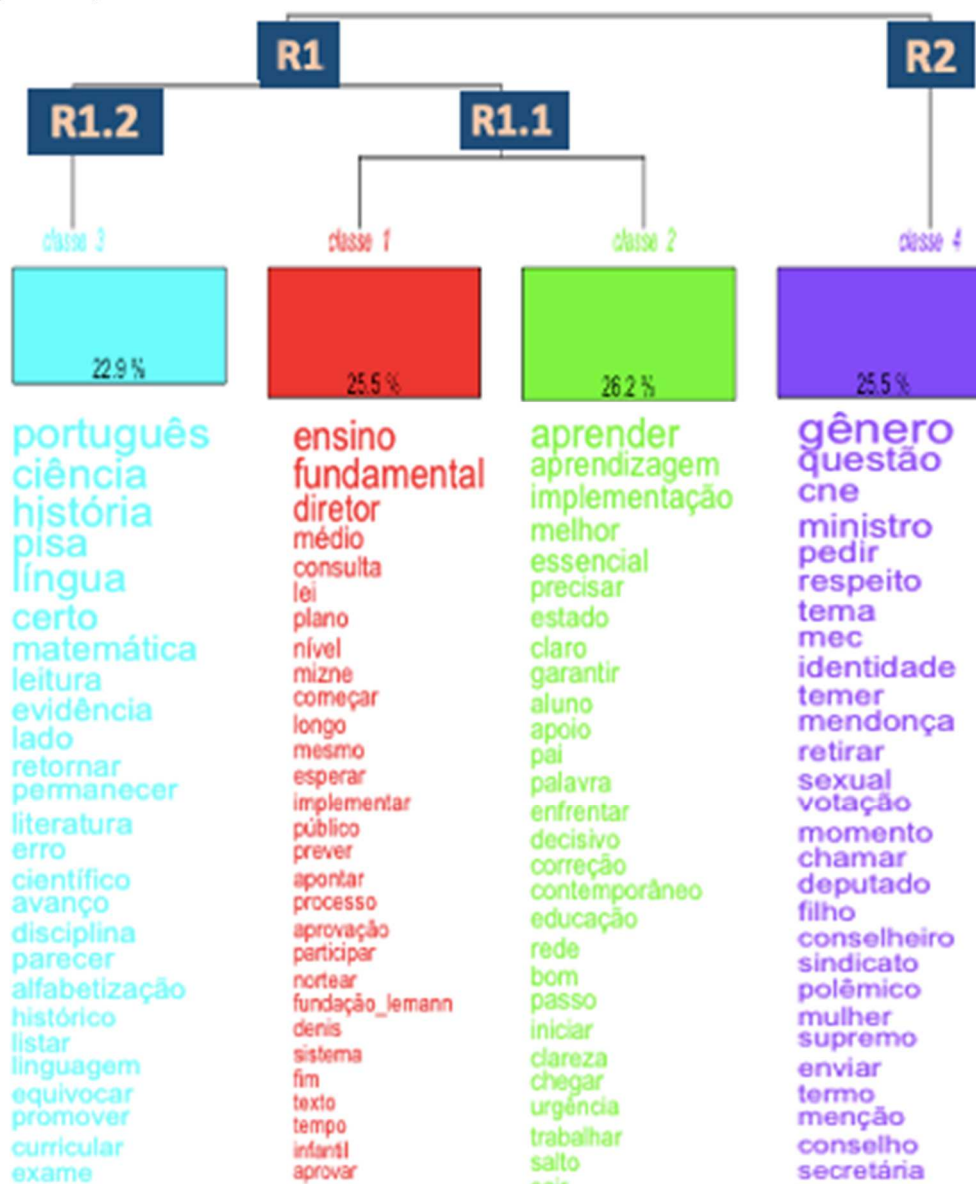 R1
R2
R1.2
R1.1
classe 3
classe 1
classe 2
classe 4
22.9 %
25.5 %
26.2 %
25.5 %
português
ciência
história
pisa
língua
certo
matemática
leitura
evidência
lado
retornar
permanecer
literatura
erro
científico
avanço
disciplina
parecer
alfabetização
histórico
listar
linguagem
equivocar
promover
curricular
exame
ensino
fundamental
diretor
médio
consulta
lei
plano
nível
mizne
começar
longo
mesmo
esperar
implementar
público
prever
apontar
processo
aprovação
participar
nortear
fundação_lemann
denis
sistema
fim
texto
tempo
infantil
aprovar
aprender
aprendizagem
implementação
melhor
essencial
precisar
estado
claro
garantir
aluno
apoio
pai
palavra
enfrentar
decisivo
correção
contemporâneo
educação
rede
bom
passo
iniciar
clareza
chegar
urgência
trabalhar
salto
gênero
questão
cne
ministro
pedir
respeito
tema
mec
identidade
temer
mendonça
retirar
sexual
votação
momento
chamar
deputado
filho
conselheiro
sindicato
polêmico
mulher
supremo
enviar
termo
menção
conselho
secretária